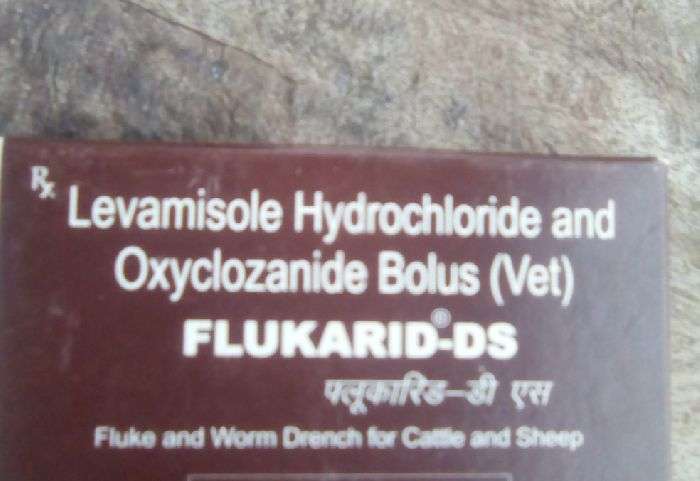 Rx
Levamisole Hydrochloride and
Oxyclozanide Bolus (Vet)
FLUKARID®-DS
फ्लूकारिड–डी एस
Fluke and Worm Drench for Cattle and Sheep